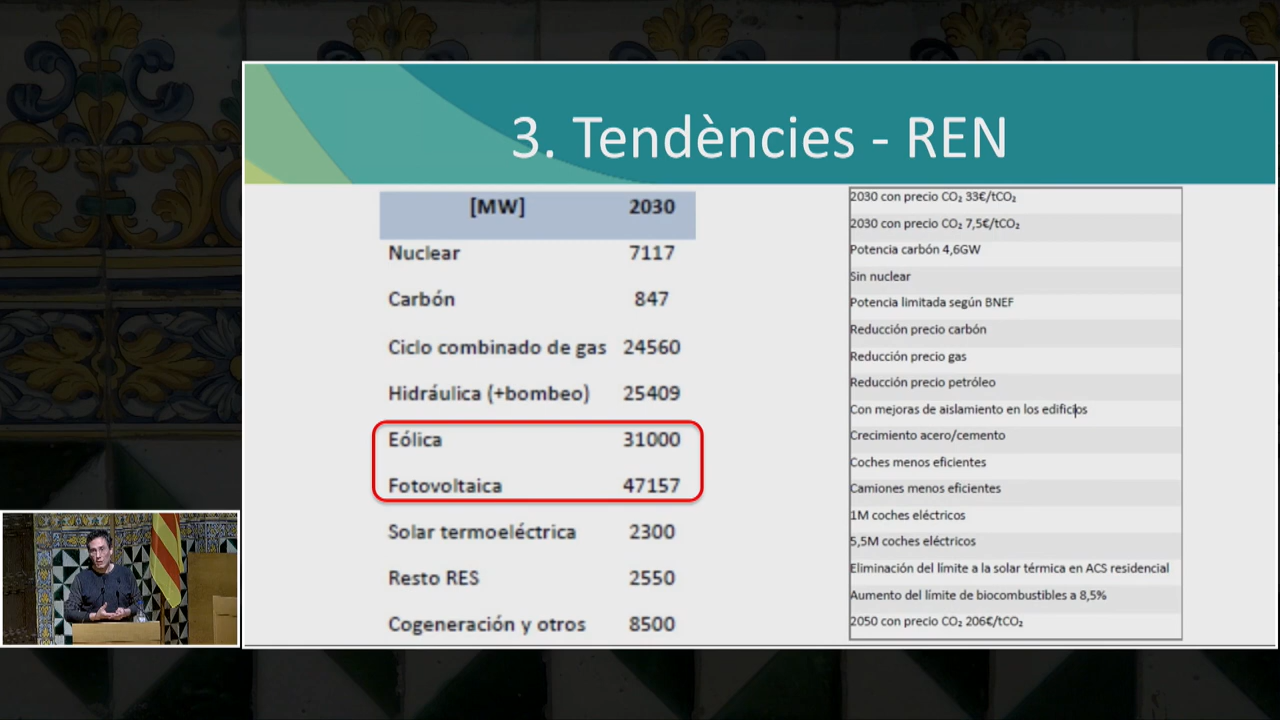 3. Tendències - REN
[MW] 2030
Nuclear 7117
Carbón 847
Ciclo combinado de gas 24560
Hidráulica (+bombeo) 25409
Eólica 31000
Fotovoltaica 47157
Solar termoeléctrica 2300
Resto RES 2550
Cogeneración y otros 8500
2030 con precio CO₂ 33€/tCO₂
2030 con precio CO₂ 7,5€/tCO₂
Potencia carbón 4,6GW
Sin nuclear
Potencia limitada según BNEF
Reducción precio carbón
Reducción precio gas
Reducción precio petróleo
Con mejoras de aislamiento en los edificios
Crecimiento acero/cemento
Coches menos eficientes
Camiones menos eficientes
1M coches eléctricos
5,5M coches eléctricos
Eliminación del límite a la solar térmica en ACS residencial
Aumento del límite de biocombustibles a 8,5%
2050 con precio CO₂ 206€/tCO₂